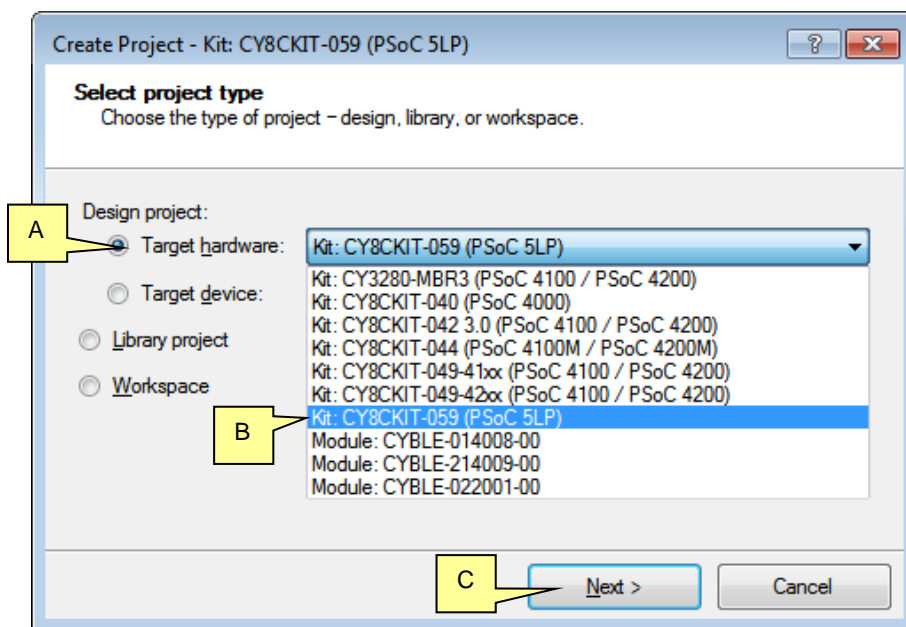 Create Project - Kit: CY8CKIT-059 (PSoC 5LP)
Select project type
Choose the type of project – design, library, or workspace.
Design project:
A
Target hardware:
Kit: CY8CKIT-059 (PSoC 5LP)
Kit: CY3280-MBR3 (PSoC 4100 / PSoC 4200)
Target device:
Kit: CY8CKIT-040 (PSoC 4000)
Kit: CY8CKIT-042 3.0 (PSoC 4100 / PSoC 4200)
Library project
Kit: CY8CKIT-044 (PSoC 4100M / PSoC 4200M)
Kit: CY8CKIT-049-41xx (PSoC 4100 / PSoC 4200)
Workspace
Kit: CY8CKIT-049-42xx (PSoC 4100 / PSoC 4200)
Kit: CY8CKIT-059 (PSoC 5LP)
B
Module: CYBLE-014008-00
Module: CYBLE-214009-00
Module: CYBLE-022001-00
C
Next >
Cancel